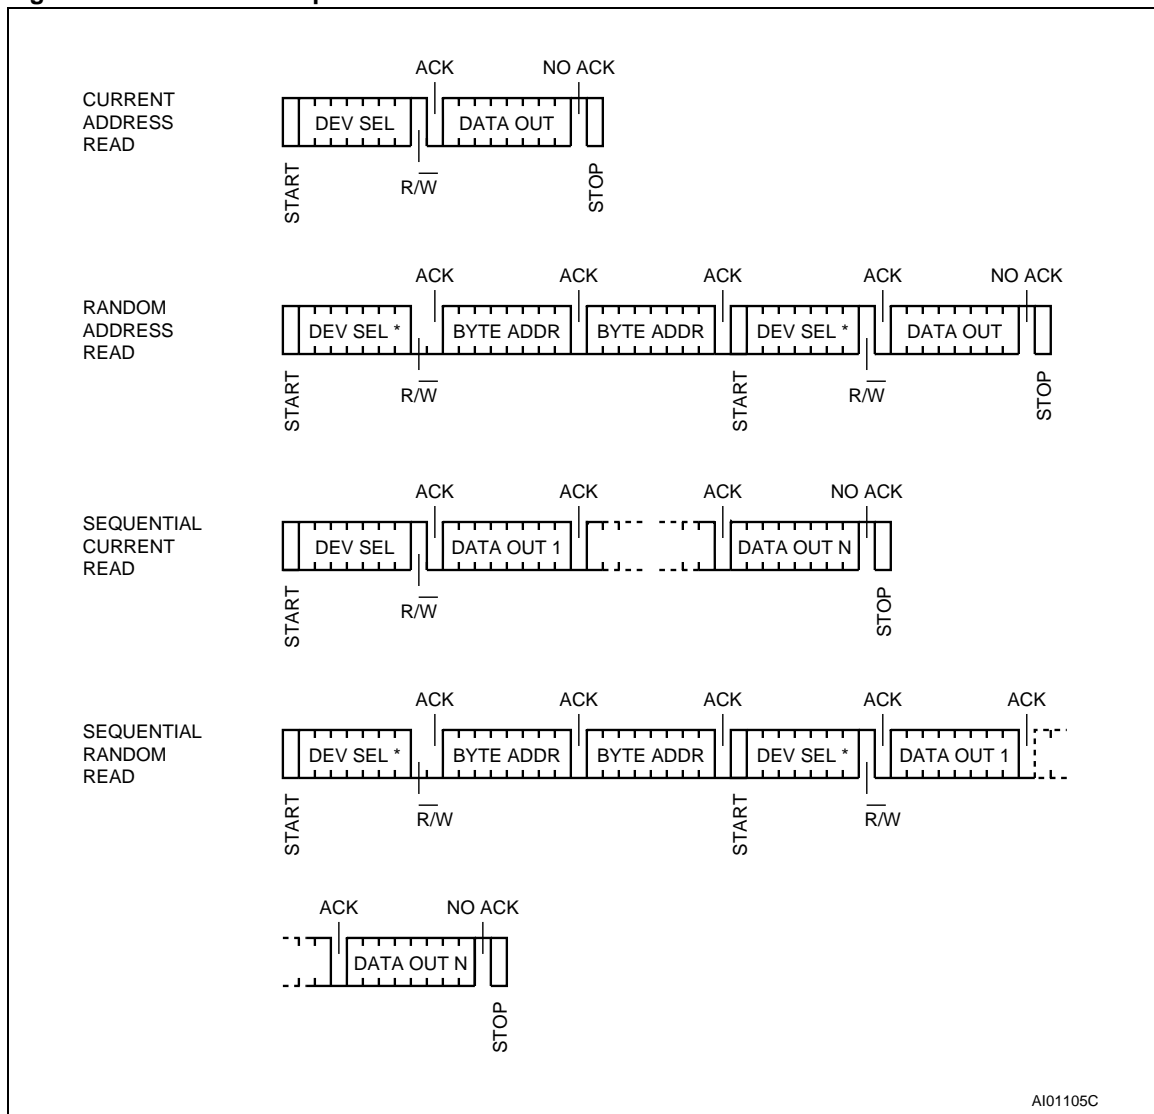 ACK NO ACK
CURRENT
ADDRESS
READ
DEV SEL DATA OUT
START R/W STOP
ACK ACK ACK ACK NO ACK
RANDOM
ADDRESS
READ
DEV SEL * BYTE ADDR BYTE ADDR DEV SEL * DATA OUT
START R/W START R/W STOP
ACK ACK ACK NO ACK
SEQUENTIAL
CURRENT
READ
DEV SEL DATA OUT 1 DATA OUT N
START R/W STOP
ACK ACK ACK ACK ACK
SEQUENTIAL
RANDOM
READ
DEV SEL * BYTE ADDR BYTE ADDR DEV SEL * DATA OUT 1
START R/W START R/W
ACK NO ACK
DATA OUT N
STOP
AI01105C